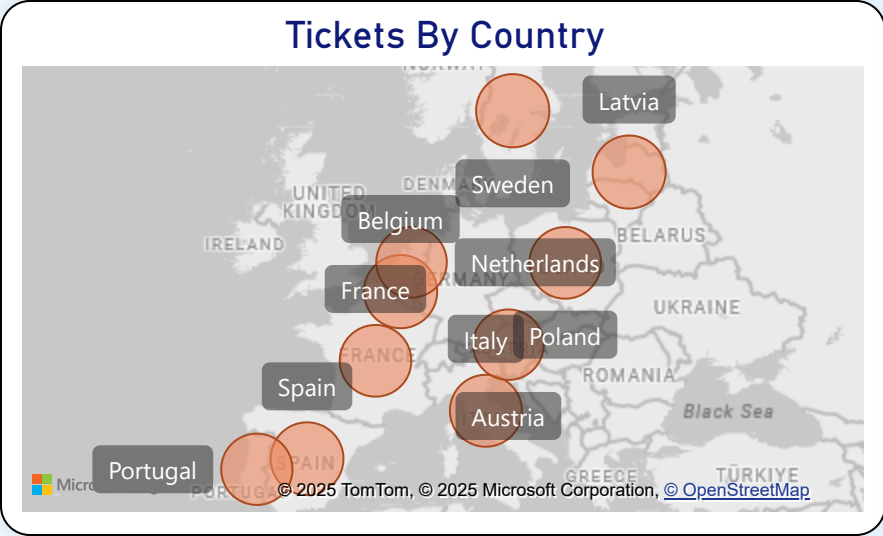 Tickets By Country
NORWAY
Latvia
Sweden
DENMA
UNITED
KINGDOM
Belgium
IRELAND
BELARUS
Netherlands
GERMANY
France
UKRAINE
Italy
Poland
FRANCE
ROMANIA
Spain
Austria
Black Sea
Portugal
SPAIN
GREECE
TÜRKIYE
Micro
PORTUGA
© 2025 TomTom, © 2025 Microsoft Corporation, © OpenStreetMap